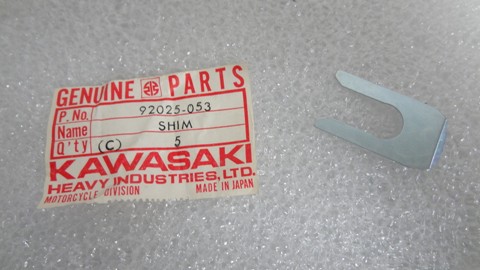 GENUINE PARTS
P. No. 92025-053
Name SHIM
Q'ty (C) 5
KAWASAKI
HEAVY INDUSTRIES, LTD.
MOTORCYCLE DIVISION MADE IN JAPAN